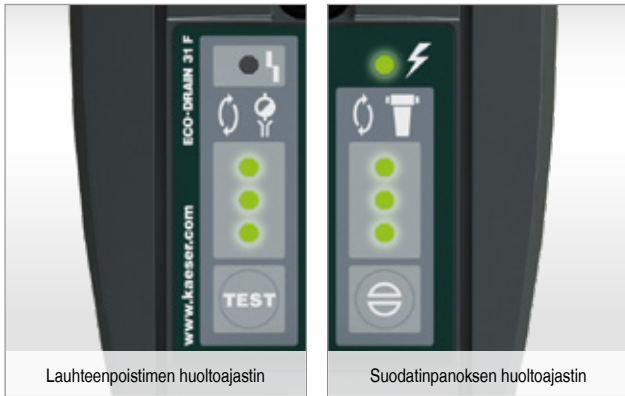 ECO-DRAIN 31 F
www.kaeser.com
TEST
Lauhteenpoistimen huoltoajastin
Suodatinpanoksen huoltoajastin